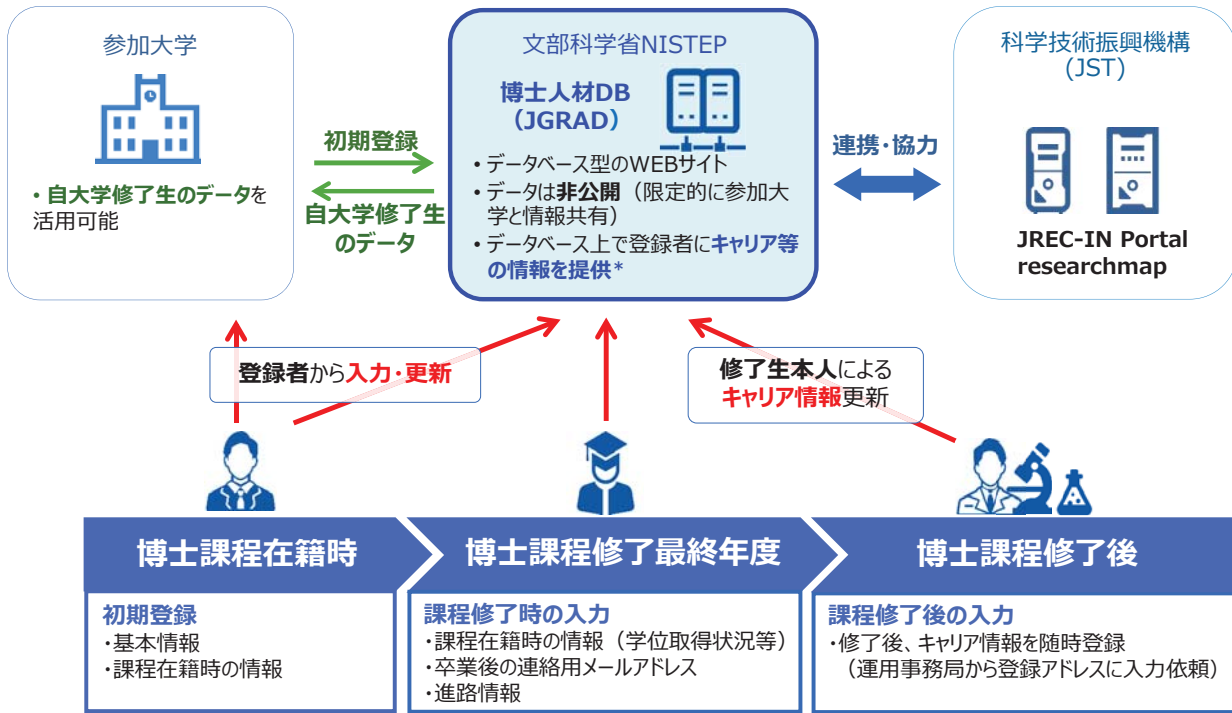 参加大学
・自大学修了生のデータを
活用可能
初期登録
自大学修了生
のデータ
文部科学省NISTEP
博士人材DB
（JGRAD）
・データベース型のWEBサイト
・データは非公開（限定的に参加大
学と情報共有）
・データベース上で登録者にキャリア等
の情報を提供*
連携・協力
科学技術振興機構
(JST)
JREC-IN Portal
researchmap
登録者から入力・更新
修了生本人による
キャリア情報更新
博士課程在籍時
初期登録
・基本情報
・課程在籍時の情報
博士課程修了最終年度
課程修了時の入力
・課程在籍時の情報（学位取得状況等）
・卒業後の連絡用メールアドレス
・進路情報
博士課程修了後
課程修了後の入力
・修了後、キャリア情報を随時登録
（運用事務局から登録アドレスに入力依頼）